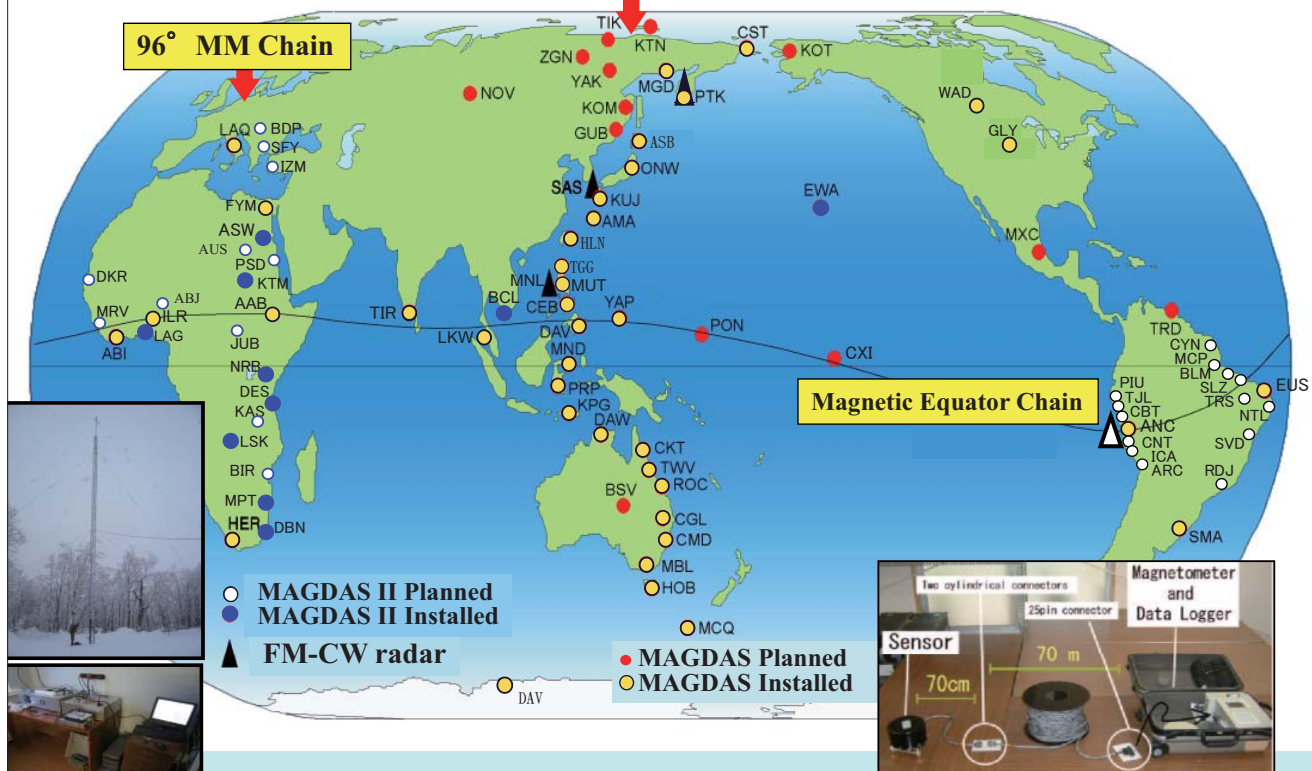 96° MM Chain
TIK
KTN
CST
KOT
ZGN
YAK
MGD
PTK
NOV
KOM
GUB
WAD
GLY
LAQ
BDP
SFY
IZM
ASB
ONW
SAS
KUJ
AMA
EWA
FYM
ASW
AUS
PSD
KTM
HLN
TGG
MNL
MUT
MXC
DKR
MRV
ABJ
ILR
LAG
ABI
AAB
JUB
TIR
LKW
BCL
CEB
YAP
DAV
PON
CXI
TRD
CYN
MCP
BLM
SLZ
TRS
EUS
NTL
NRB
DES
KAS
LSK
BIR
MPT
HER
DBN
MND
PRP
KPG
DAW
CKT
TWV
ROC
BSV
CGL
CMD
MBL
HOB
MCQ
Magnetic Equator Chain
PIU
TJL
CBT
ANC
CNT
ICA
ARC
SVD
RDJ
SMA
MAGDAS II Planned
MAGDAS II Installed
FM-CW radar
MAGDAS Planned
MAGDAS Installed
DAV
Two cylindrical connectors
25pin connector
Magnetometer
and
Data Logger
Sensor
70 m
70cm